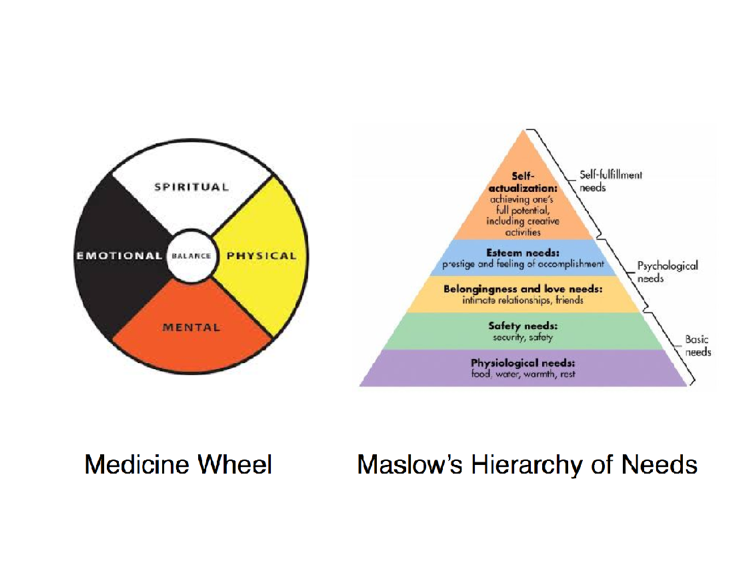 SPIRITUAL
EMOTIONAL
BALANCE
PHYSICAL
MENTAL
Self-
actualization:
achieving one's
full potential,
including creative
activities
Self-fulfillment
needs
Esteem needs:
prestige and feeling of accomplishment
Psychological
needs
Belongingness and love needs:
intimate relationships, friends
Safety needs:
security, safety
Basic
needs
Physiological needs:
food, water, warmth, rest
Medicine Wheel
Maslow's Hierarchy of Needs